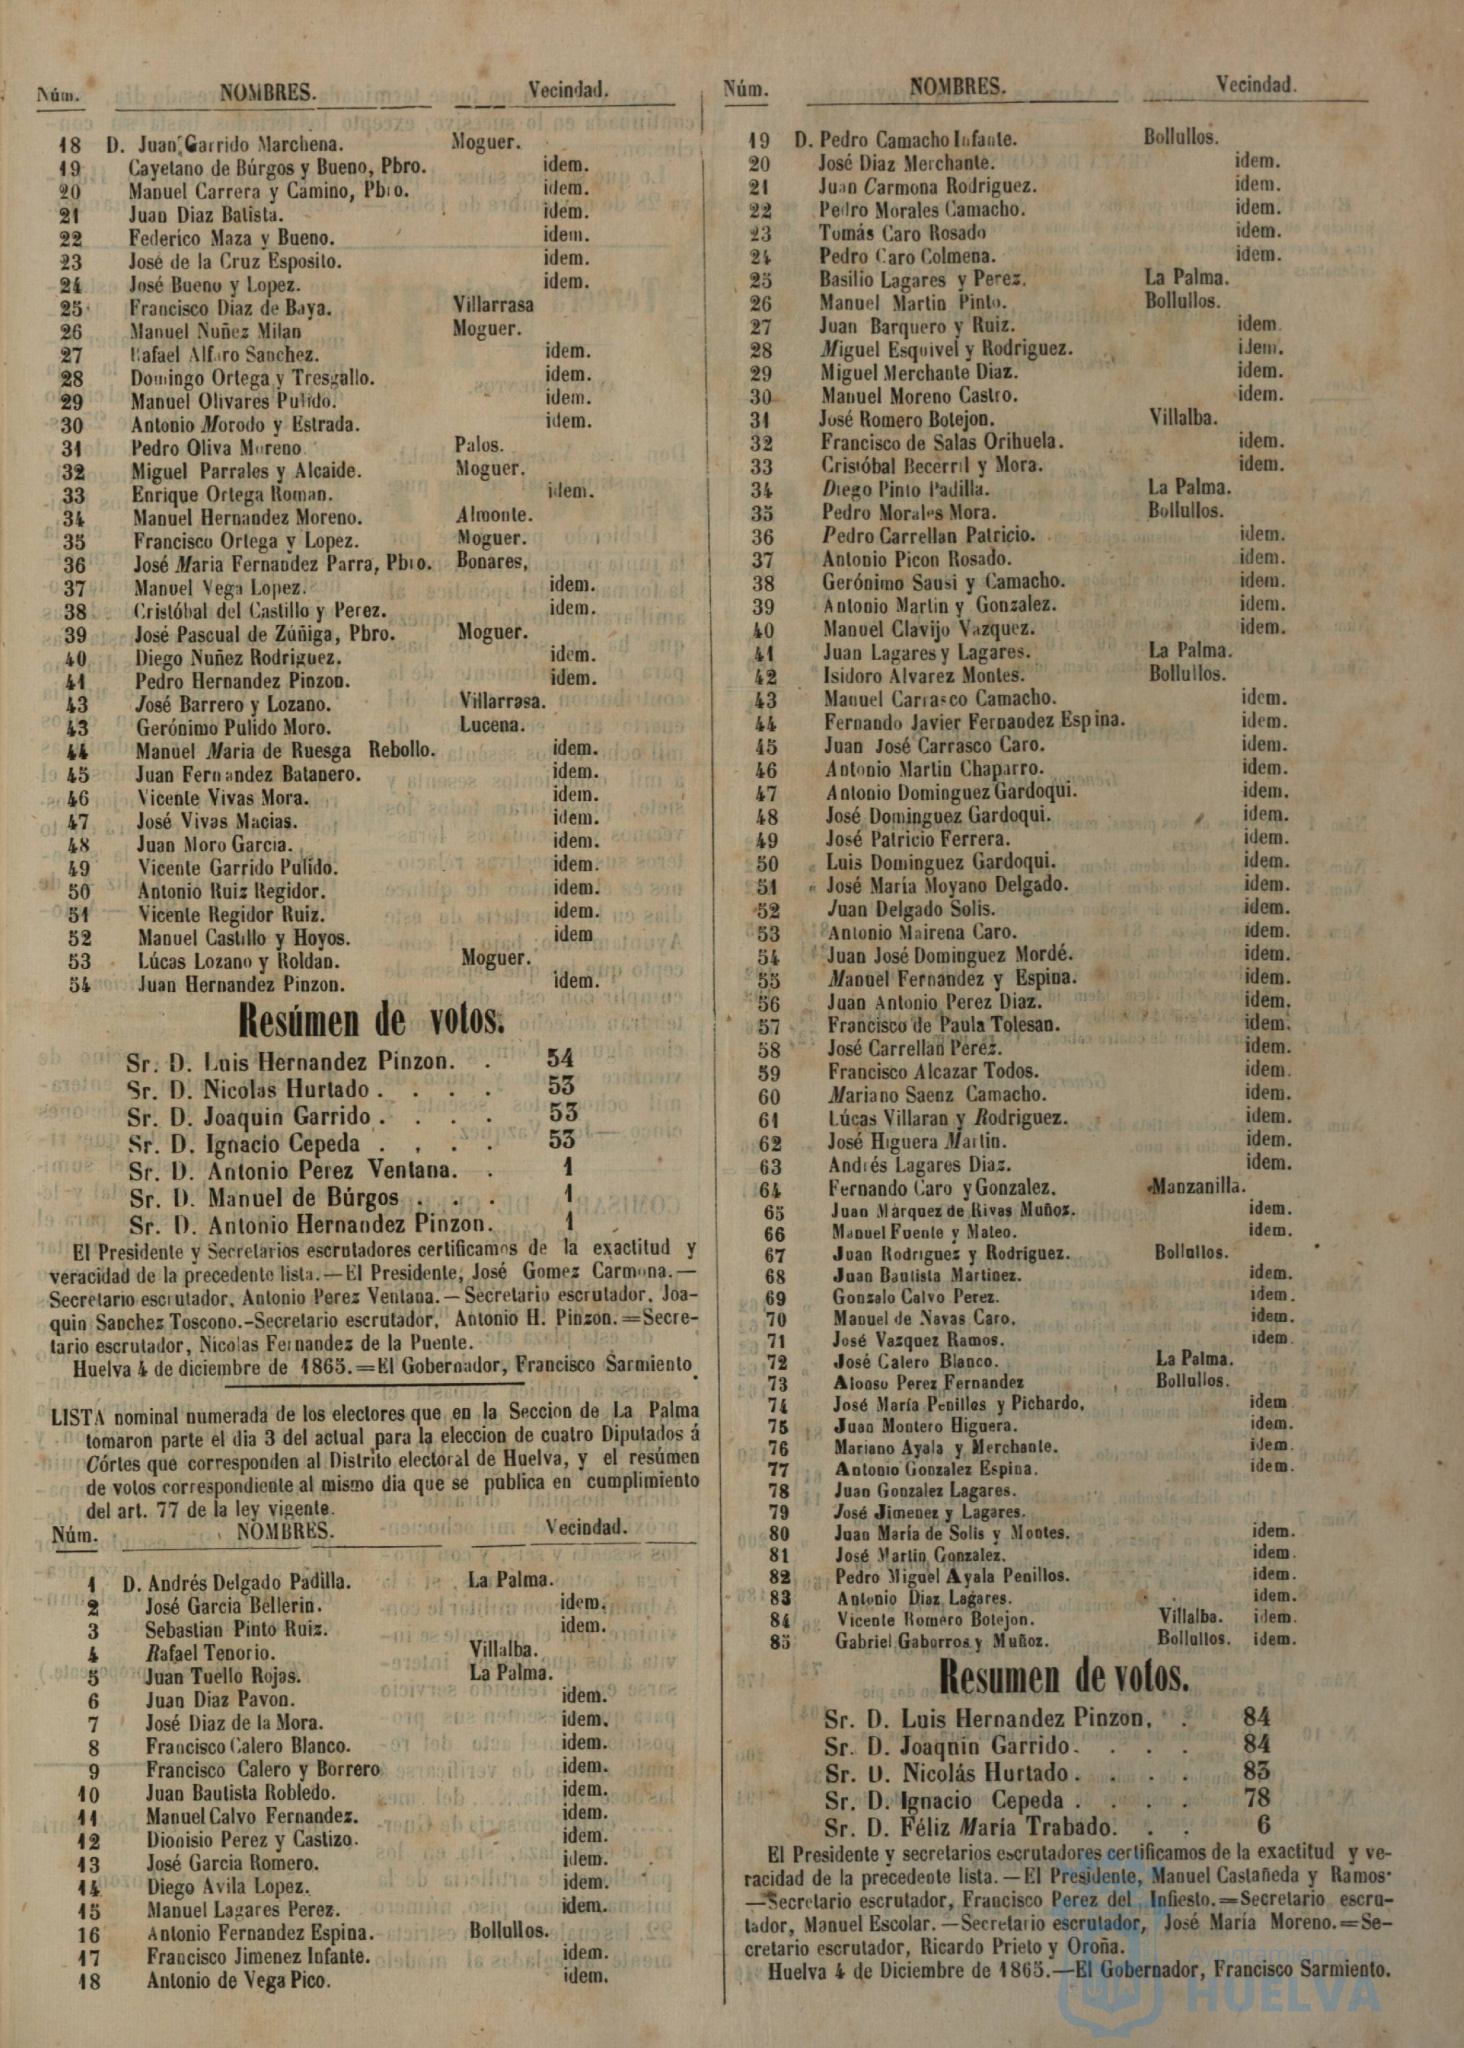 Núm. NOMBRES. Vecindad.
18 D. Juan Garrido Marchena. Moguer.
19 Cayetano de Búrgos y Bueno, Pbro. idem.
20 Manuel Carrera y Camino, Pbro. idem.
21 Juan Diaz Batista. idem.
22 Federico Maza y Bueno. idem.
23 José de la Cruz Esposito. idem.
24 José Bueno y Lopez. idem.
25 Francisco Diaz de Baya. Villarrasa
26 Manuel Nuñez Milan Moguer.
27 Rafael Alfaro Sanchez. idem.
28 Domingo Ortega y Tresgallo. idem.
29 Manuel Olivares Pulido. idem.
30 Antonio Morodo y Estrada. idem.
31 Pedro Oliva Moreno Palos.
32 Miguel Parrales y Alcaide. Moguer.
33 Enrique Ortega Roman. idem.
34 Manuel Hernandez Moreno. Almonte.
35 Francisco Ortega y Lopez. Moguer.
36 José Maria Fernandez Parra, Pbro. Bonares,
37 Manuel Vega Lopez. idem.
38 Cristóbal del Castillo y Perez. idem.
39 José Pascual de Zúñiga, Pbro. Moguer.
40 Diego Nuñez Rodriguez. idem.
41 Pedro Hernandez Pinzon. idem.
43 José Barrero y Lozano. Villarrasa.
43 Gerónimo Pulido Moro. Lucena.
44 Manuel Maria de Ruesga Rebollo. idem.
45 Juan Fernandez Batanero. idem.
46 Vicente Vivas Mora. idem.
47 José Vivas Macias. idem.
48 Juan Moro Garcia. idem.
49 Vicente Garrido Pulido. idem.
50 Antonio Ruiz Regidor. idem.
51 Vicente Regidor Ruiz. idem.
52 Manuel Castillo y Hoyos. idem
53 Lúcas Lozano y Roldan. Moguer.
54 Juan Hernandez Pinzon. idem.
Resúmen de votos.
Sr. D. Luis Hernandez Pinzon. . 54
Sr. D. Nicolas Hurtado . . . . 53
Sr. D. Joaquin Garrido . . . . 53
Sr. D. Ignacio Cepeda . . . . 53
Sr. D. Antonio Perez Ventana. . 1
Sr. D. Manuel de Búrgos . . . 1
Sr. D. Antonio Hernandez Pinzon. 1
El Presidente y Secretarios escrutadores certificamos de la exactitud y
veracidad de la precedente lista.—El Presidente, José Gomez Carmona.—
Secretario escrutador, Antonio Perez Ventana.—Secretario escrutador, Joa-
quin Sanchez Toscono.-Secretario escrutador, Antonio H. Pinzon.=Secre-
tario escrutador, Nicolas Fernandez de la Puente.
Huelva 4 de diciembre de 1865.=El Gobernador, Francisco Sarmiento.
LISTA nominal numerada de los electores que en la Seccion de La Palma
tomaron parte el dia 3 del actual para la eleccion de cuatro Diputados á
Córtes que corresponden al Distrito electoral de Huelva, y el resúmen
de votos correspondiente al mismo dia que se publica en cumplimiento
del art. 77 de la ley vigente.
Núm. NOMBRES. Vecindad.
1 D. Andrés Delgado Padilla. La Palma.
2 José Garcia Bellerin. idem.
3 Sebastian Pinto Ruiz. idem.
4 Rafael Tenorio. Villalba.
5 Juan Tuello Rojas. La Palma.
6 Juan Diaz Pavon. idem.
7 José Diaz de la Mora. idem.
8 Francisco Calero Blanco. idem.
9 Francisco Calero y Borrero idem.
10 Juan Bautista Robledo. idem.
11 Manuel Calvo Fernandez. idem.
12 Dionisio Perez y Castizo. idem.
13 José Garcia Romero. idem.
14 Diego Avila Lopez. idem.
15 Manuel Lagares Perez. idem.
16 Antonio Fernandez Espina. Bollullos.
17 Francisco Jimenez Infante. idem.
18 Antonio de Vega Pico. idem.
Núm. NOMBRES. Vecindad.
19 D. Pedro Camacho Infante. Bollullos.
20 José Diaz Merchante. idem.
21 Juan Carmona Rodriguez. idem.
22 Pedro Morales Camacho. idem.
23 Tomás Caro Rosado idem.
24 Pedro Caro Colmena. idem.
25 Basilio Lagares y Perez. La Palma.
26 Manuel Martin Pinto. Bollullos.
27 Juan Barquero y Ruiz. idem.
28 Miguel Esquivel y Rodriguez. idem.
29 Miguel Merchante Diaz. idem.
30 Manuel Moreno Castro. idem.
31 José Romero Botejon. Villalba.
32 Francisco de Salas Orihuela. idem.
33 Cristóbal Becerril y Mora. idem.
34 Diego Pinto Padilla. La Palma.
35 Pedro Morales Mora. Bollullos.
36 Pedro Carrellan Patricio. idem.
37 Antonio Picon Rosado. idem.
38 Gerónimo Sausi y Camacho. idem.
39 Antonio Martin y Gonzalez. idem.
40 Manuel Clavijo Vazquez. idem.
41 Juan Lagares y Lagares. La Palma.
42 Isidoro Alvarez Montes. Bollullos.
43 Manuel Carrasco Camacho. idem.
44 Fernando Javier Fernandez Espina. idem.
45 Juan José Carrasco Caro. idem.
46 Antonio Martin Chaparro. idem.
47 Antonio Dominguez Gardoqui. idem.
48 José Dominguez Gardoqui. idem.
49 José Patricio Ferrera. idem.
50 Luis Dominguez Gardoqui. idem.
51 José María Moyano Delgado. idem.
52 Juan Delgado Solis. idem.
53 Antonio Mairena Caro. idem.
54 Juan José Dominguez Mordé. idem.
55 Manuel Fernandez y Espina. idem.
56 Juan Antonio Perez Diaz. idem.
57 Francisco de Paula Tolesan. idem.
58 José Carrellan Perez. idem.
59 Francisco Alcazar Todos. idem.
60 Mariano Saenz Camacho. idem.
61 Lúcas Villaran y Rodriguez. idem.
62 José Higuera Martin. idem.
63 Andrés Lagares Diaz. idem.
64 Fernando Caro y Gonzalez. Manzanilla.
65 Juan Márquez de Rivas Muñoz. idem.
66 Manuel Fuente y Mateo. idem.
67 Juan Rodriguez y Rodriguez. Bollullos.
68 Juan Bautista Martinez. idem.
69 Gonzalo Calvo Perez. idem.
70 Manuel de Navas Caro. idem.
71 José Vazquez Ramos. idem
72 José Calero Blanco. La Palma.
73 Alonso Perez Fernandez Bollullos.
74 José María Penillos y Pichardo. idem
75 Juan Montero Higuera. idem.
76 Mariano Ayala y Merchante. idem.
77 Antonio Gonzalez Espina. idem.
78 Juan Gonzalez Lagares.
79 José Jimenez y Lagares.
80 Juan María de Solis y Montes. idem.
81 José Martin Gonzalez. idem.
82 Pedro Miguel Ayala Penillos. idem.
83 Antonio Diaz Lagares. idem.
84 Vicente Romero Botejon. Villalba. idem.
85 Gabriel Gaborros y Muñoz. Bollullos. idem.
Resumen de votos.
Sr. D. Luis Hernandez Pinzon. . 84
Sr. D. Joaquin Garrido. . . . 84
Sr. D. Nicolás Hurtado . . . . 83
Sr. D. Ignacio Cepeda . . . . 78
Sr. D. Féliz María Trabado. . . 6
El Presidente y secretarios escrutadores certificamos de la exactitud y ve-
racidad de la precedente lista.—El Presidente, Manuel Castañeda y Ramos
—Secretario escrutador, Francisco Perez del Infiesto.=Secretario escru-
tador, Manuel Escolar.—Secretario escrutador, José María Moreno.=Se-
cretario escrutador, Ricardo Prieto y Oroña.
Huelva 4 de Diciembre de 1865.—El Gobernador, Francisco Sarmiento.
Ayuntamiento de
HUELVA